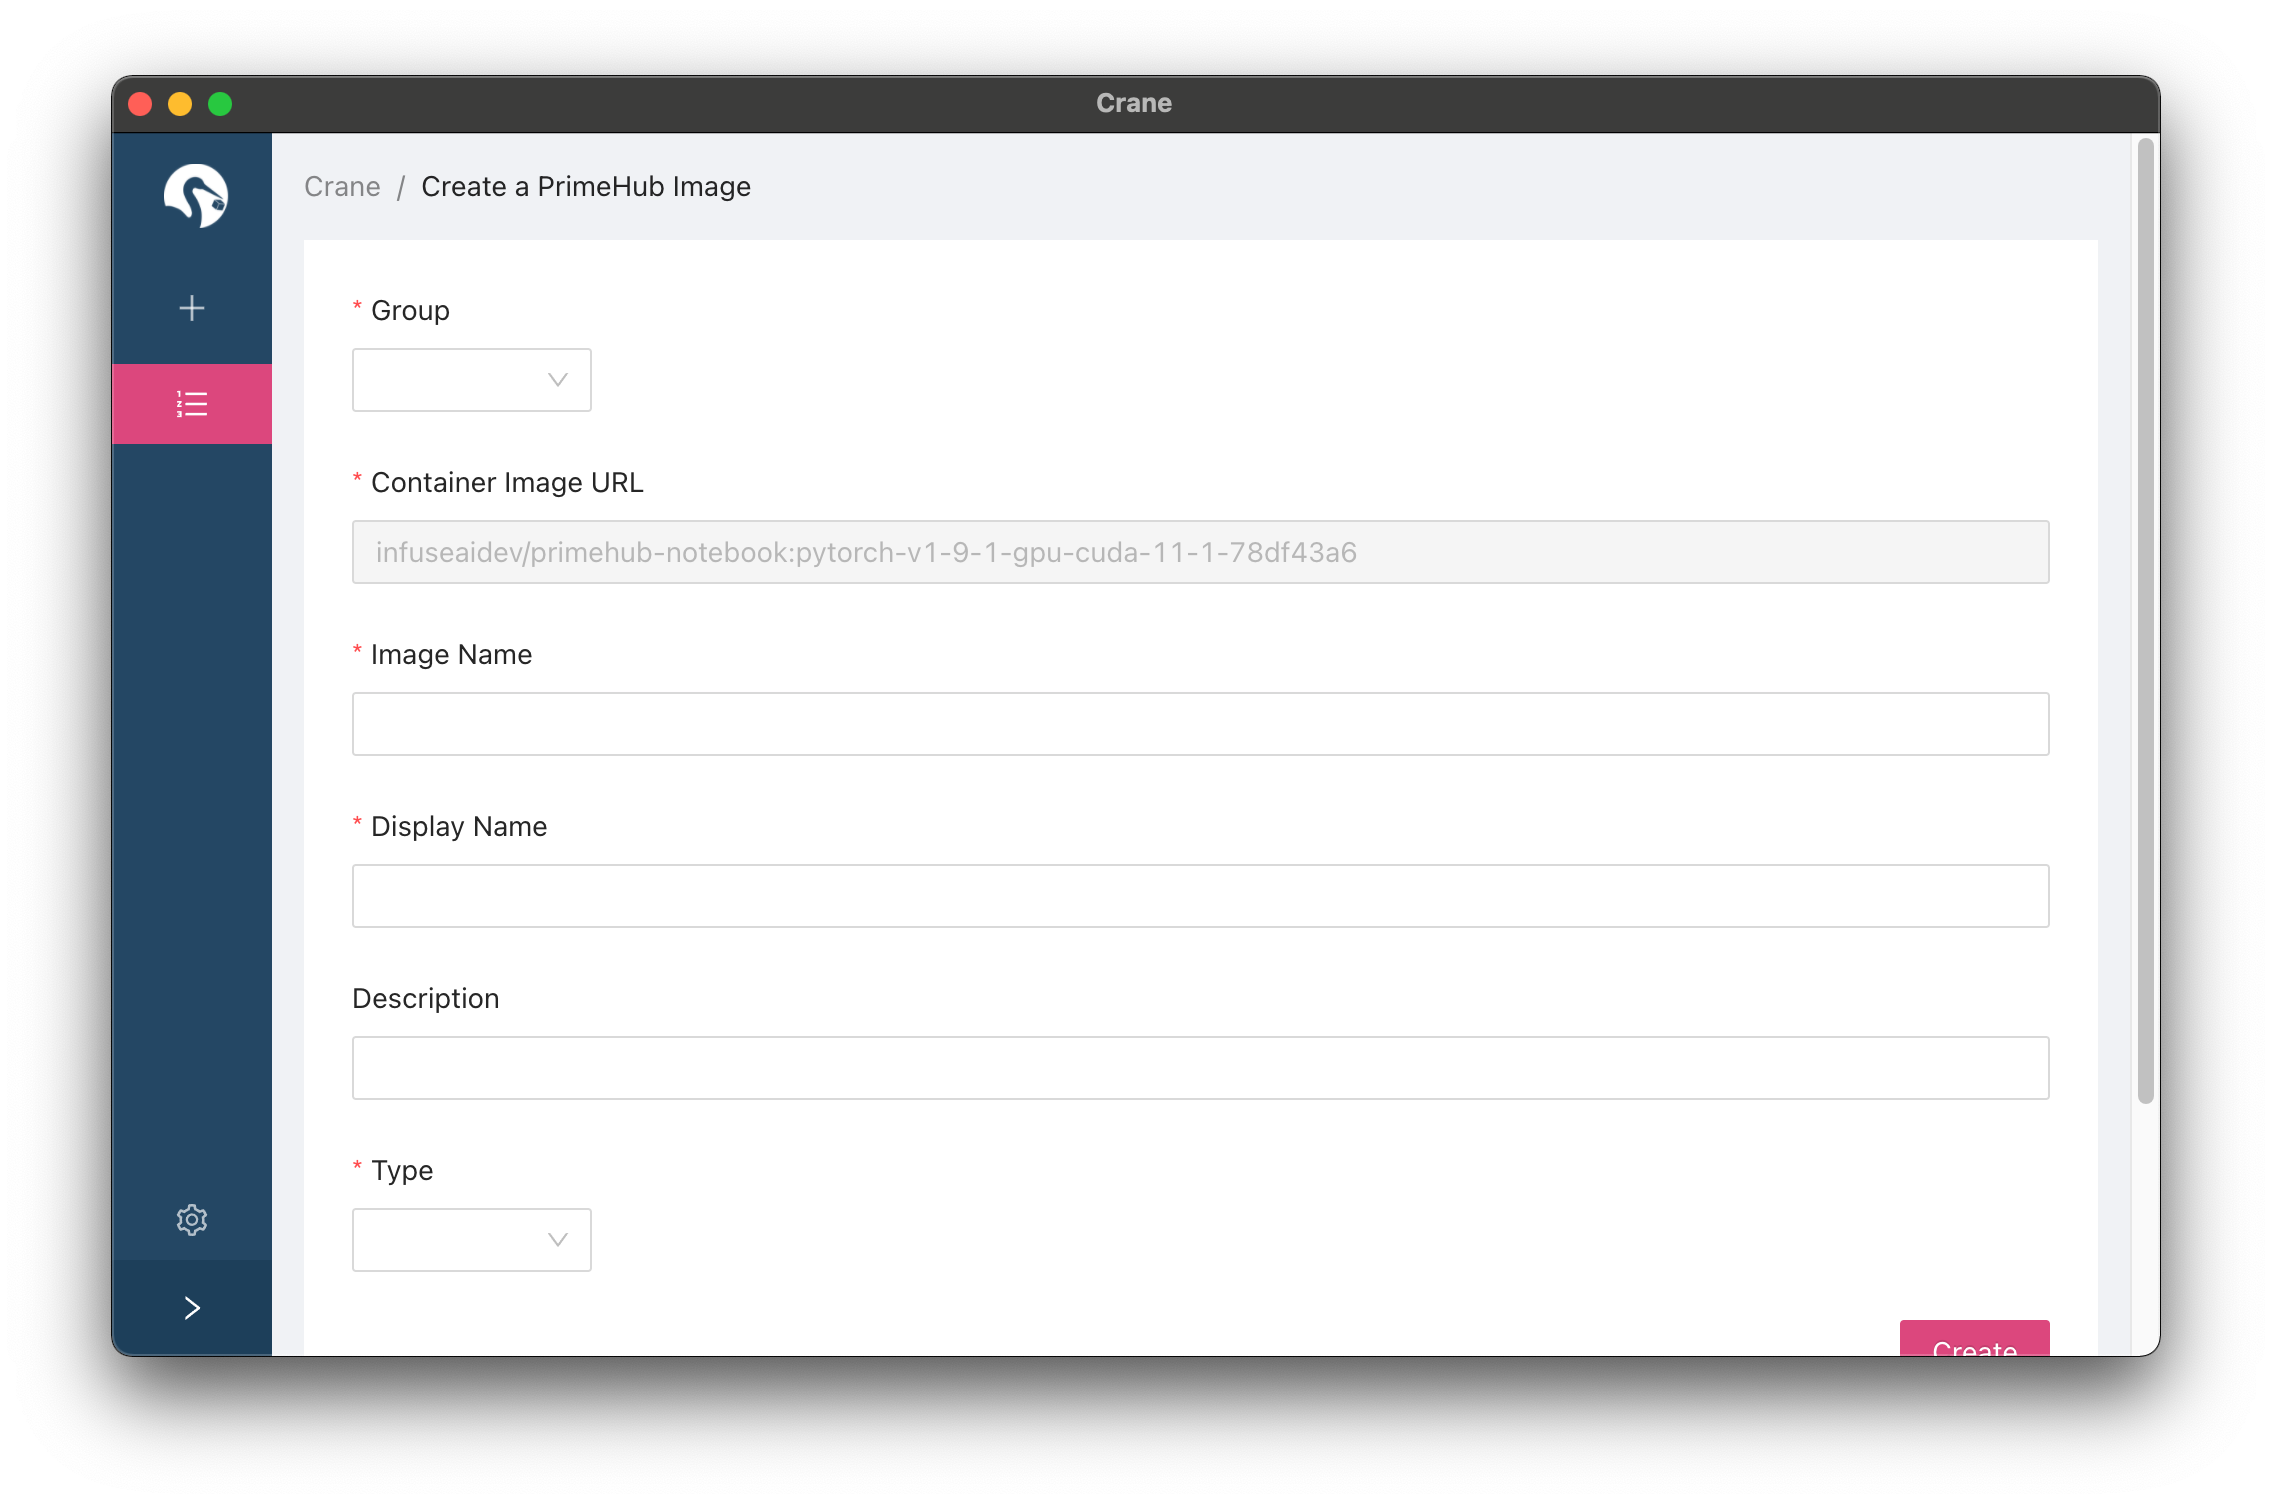 Crane
Crane / Create a PrimeHub Image
* Group
* Container Image URL
infuseaidev/primehub-notebook:pytorch-v1-9-1-gpu-cuda-11-1-78df43a6
* Image Name
* Display Name
Description
* Type
Create